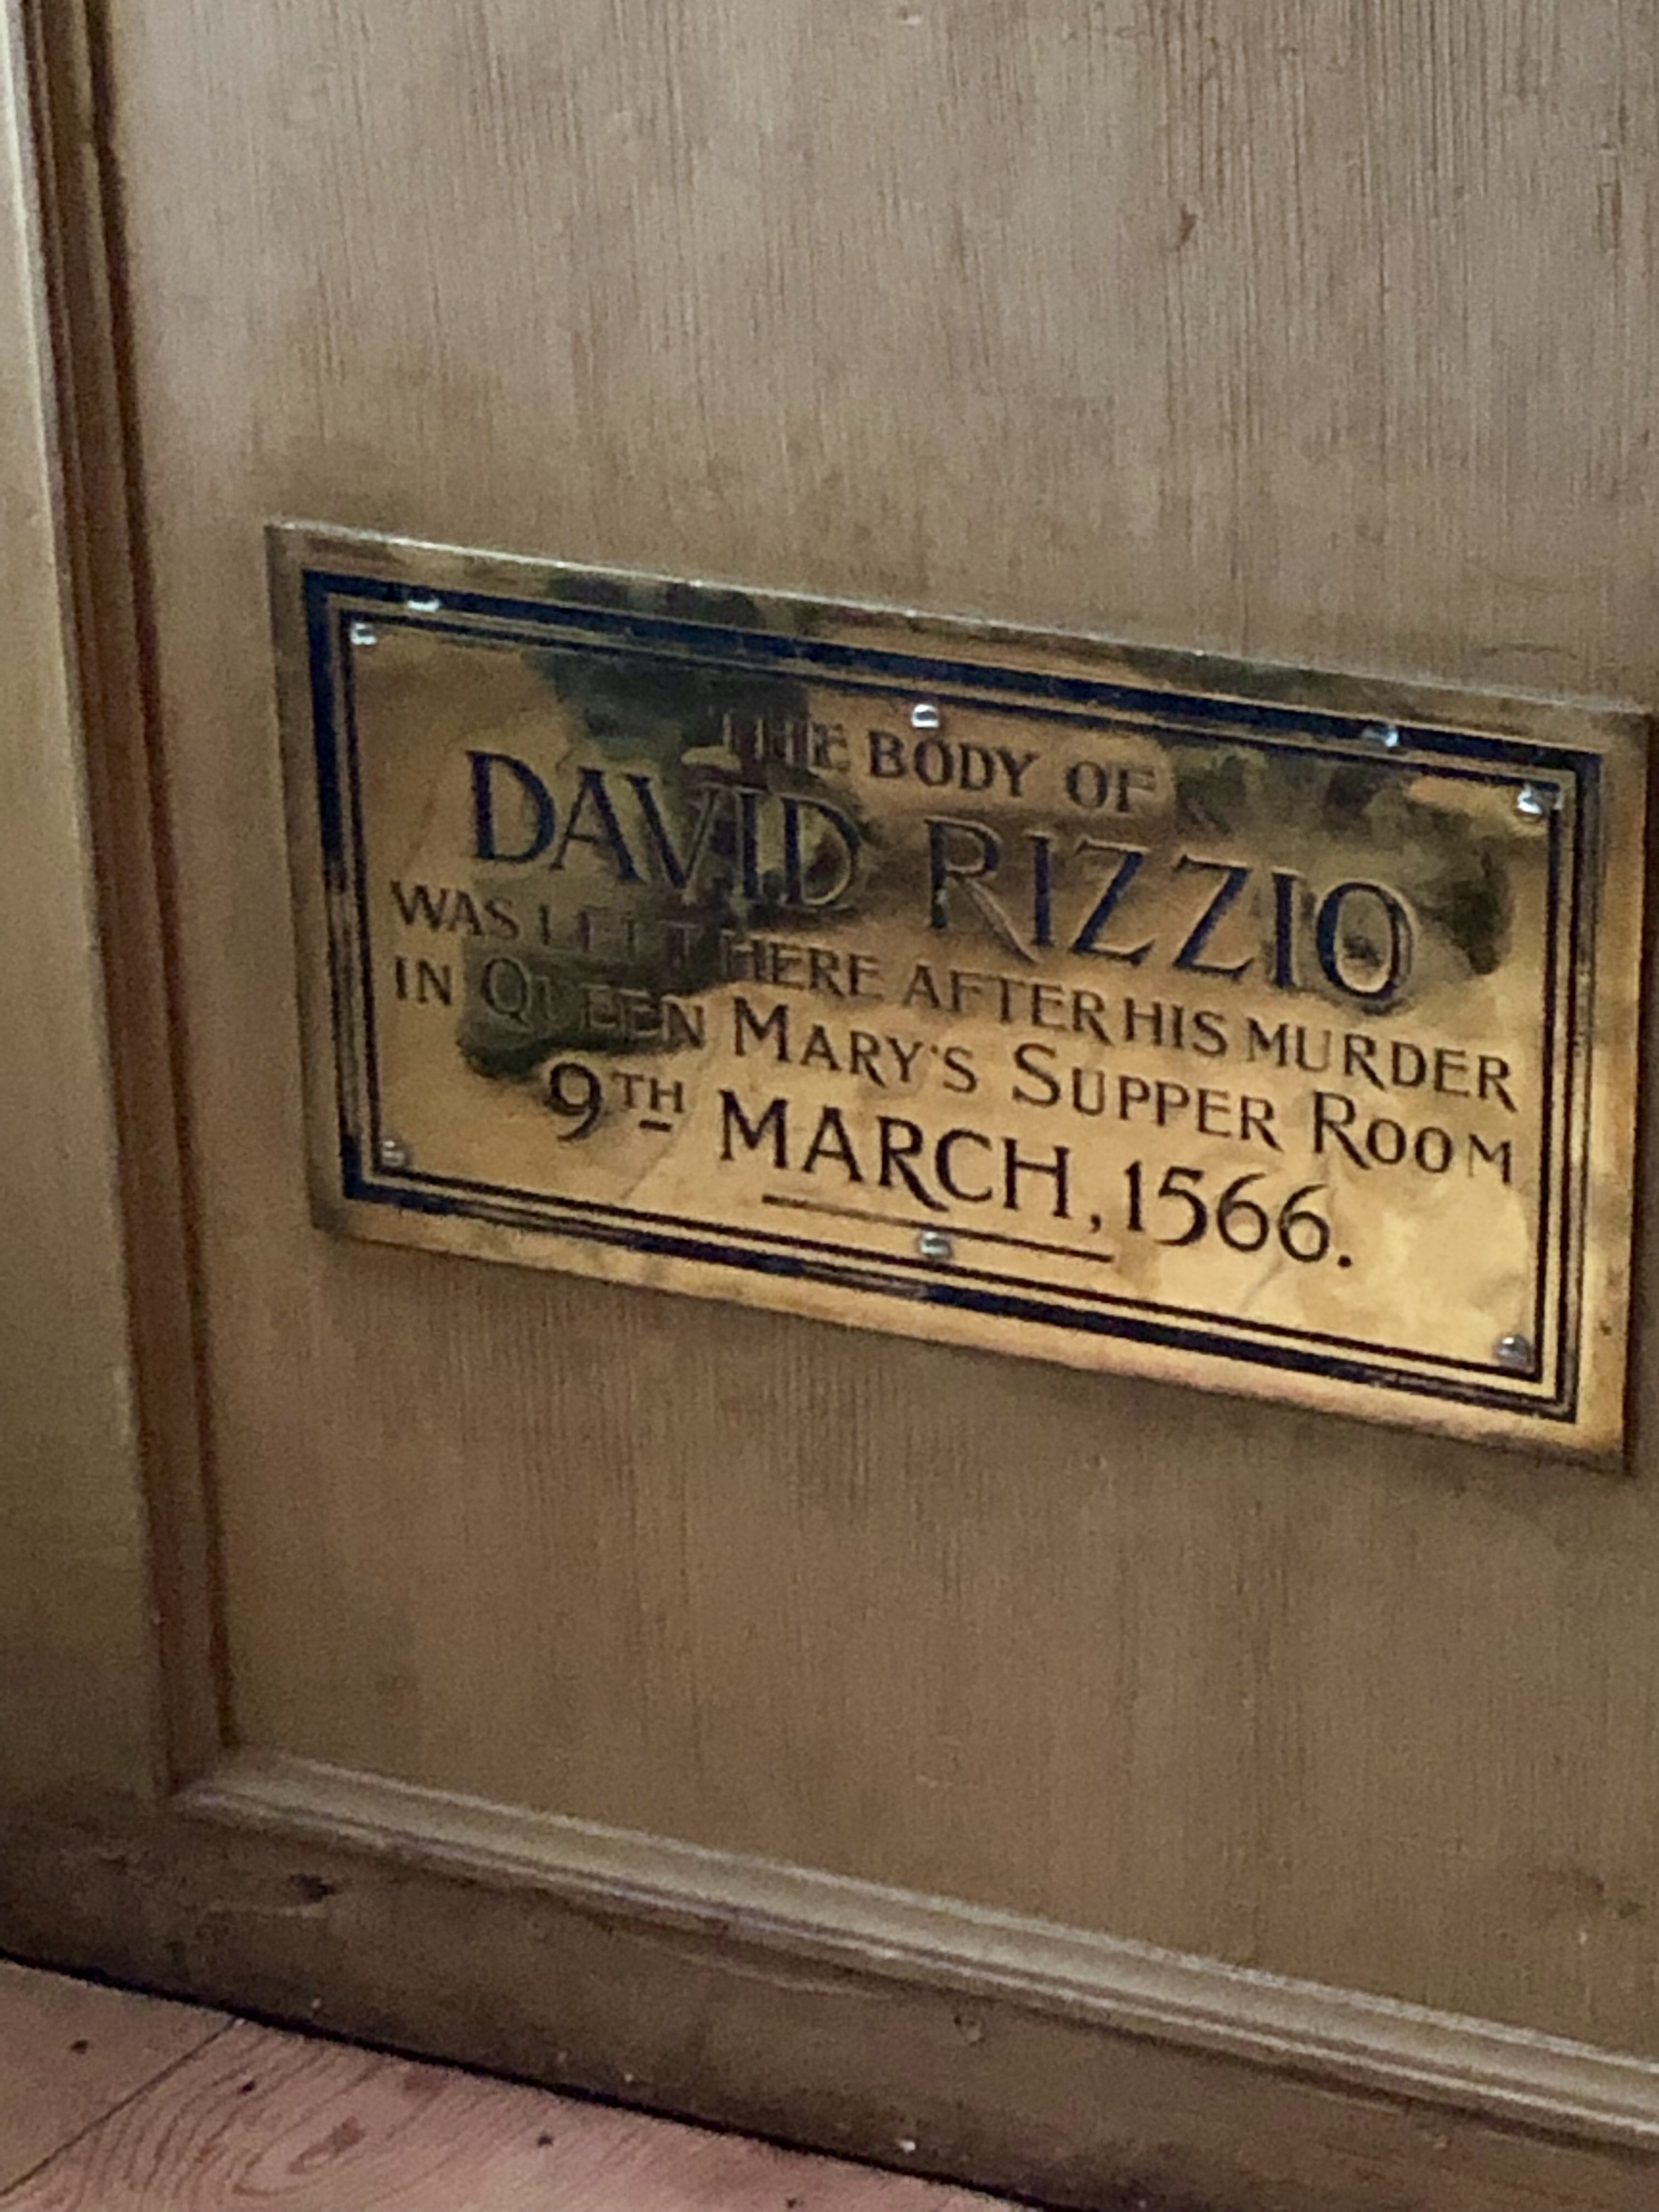 THE BODY OF
DAVID RIZZIO
WAS LEFT HERE AFTER HIS MURDER
IN QUEEN MARY'S SUPPER ROOM
9TH MARCH, 1566.